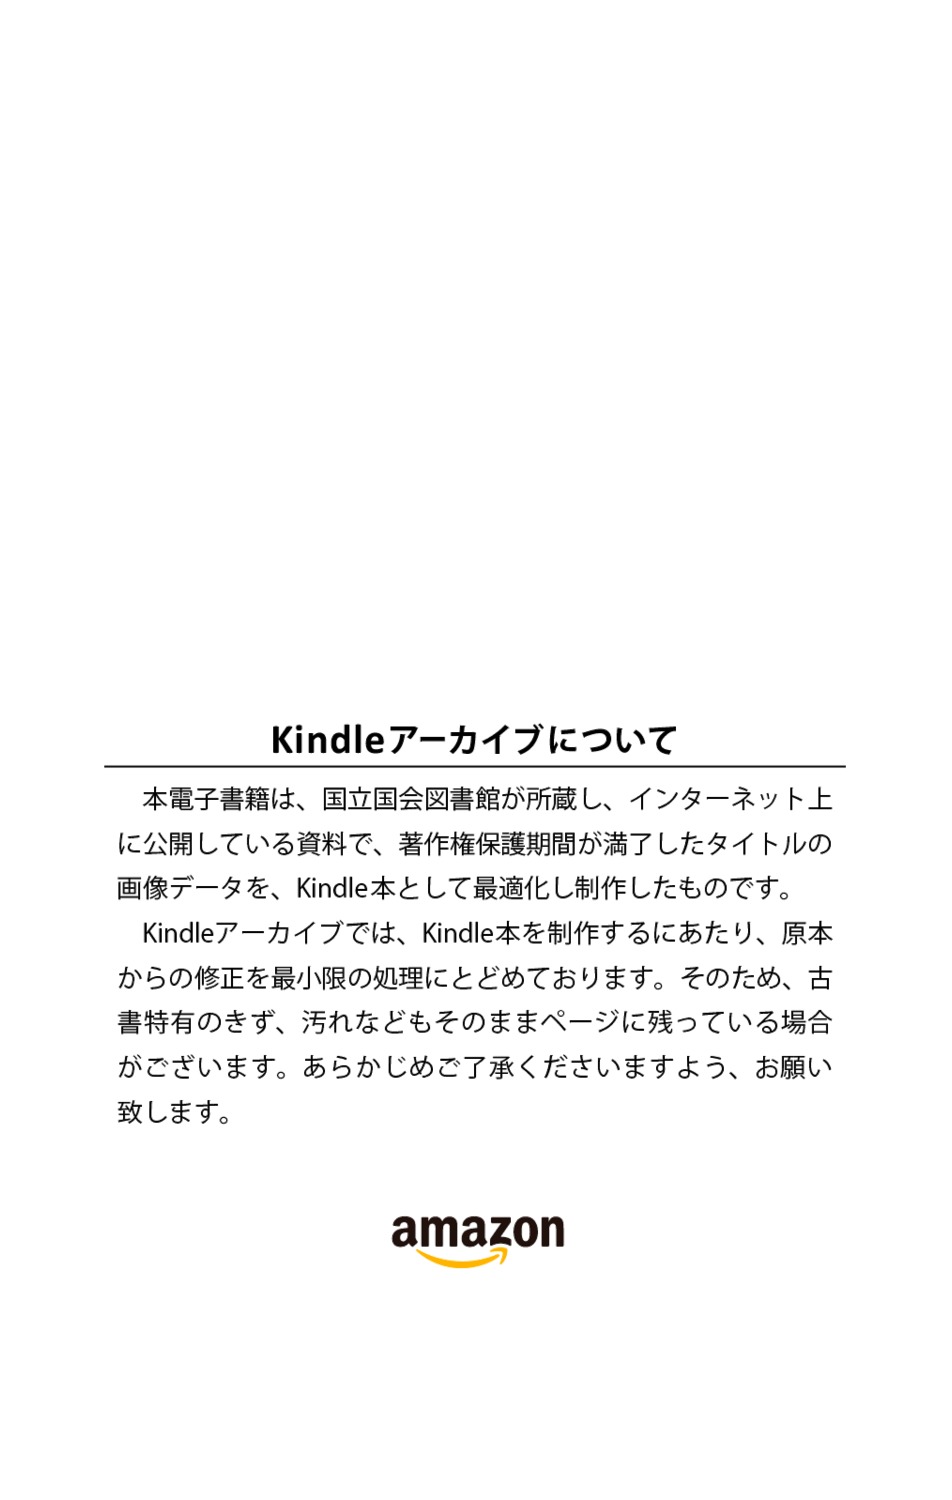 Kindleアーカイブについて
本電子書籍は、国立国会図書館が所蔵し、インターネット上
に公開している資料で、著作権保護期間が満了したタイトルの
画像データを、Kindle本として最適化し制作したものです。
Kindleアーカイブでは、Kindle本を制作するにあたり、原本
からの修正を最小限の処理にとどめております。そのため、古
書特有のきず、汚れなどもそのままページに残っている場合
がございます。あらかじめご了承くださいますよう、お願い
致します。
amazon